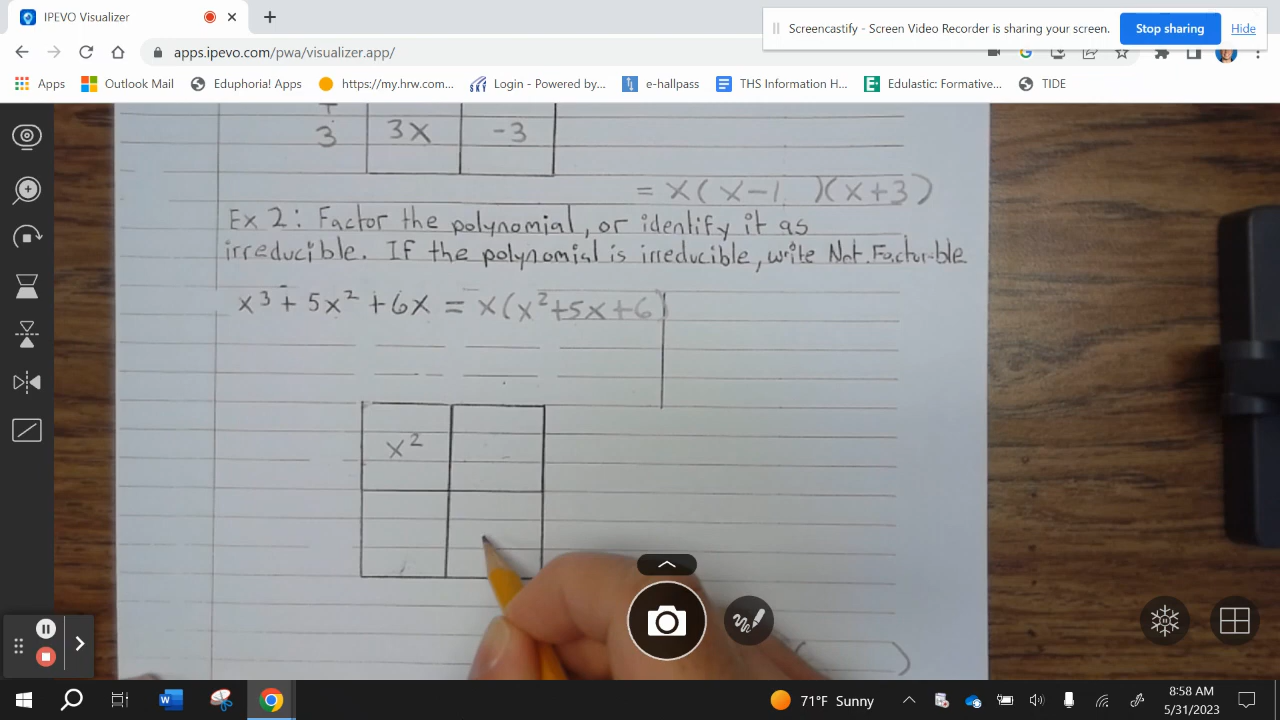 IPEVO Visualizer
Screencastify - Screen Video Recorder is sharing your screen.
Stop sharing
Hide
apps.ipevo.com/pwa/visualizer.app/
Apps
Outlook Mail
Eduphoria! Apps
https://my.hrw.com...
Login - Powered by...
e-hallpass
THS Information H...
Edulastic: Formative...
TIDE
3 3x -3
= x(x-1 )(x+3)
Ex 2: Factor the polynomial, or identify it as
irreducible. If the polynomial is irreducible, write Not Factorable
x³ + 5x² + 6x = x(x²+5x+6)
x²
( )
71°F Sunny
8:58 AM
5/31/2023